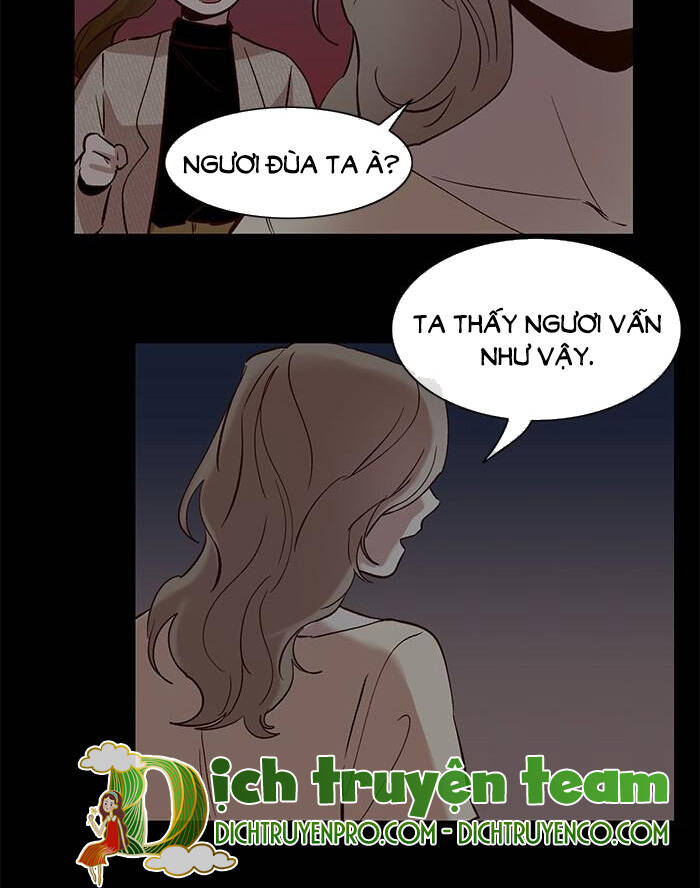 NGƯƠI ĐÙA TA À?
TA THẤY NGƯƠI VẪN
NHƯ VẬY.
Dịch truyện team
DICHTRUYENPRO.COM - DICHTRUYENCO.COM